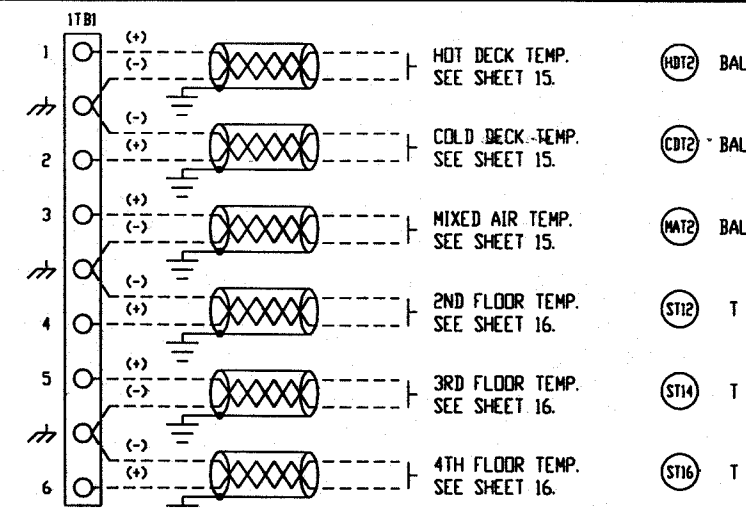 1TB1
1 (+) HOT DECK TEMP. HDT2 BAL
(-) SEE SHEET 15.
(-) COLD DECK TEMP. CDT2 BAL
2 (+) SEE SHEET 15.
3 (+) MIXED AIR TEMP. MAT2 BAL
(-) SEE SHEET 15.
(-) 2ND FLOOR TEMP. ST12 T
4 (+) SEE SHEET 16.
5 (+) 3RD FLOOR TEMP. ST14 T
(-) SEE SHEET 16.
(-) 4TH FLOOR TEMP. ST16 T
6 (+) SEE SHEET 16.